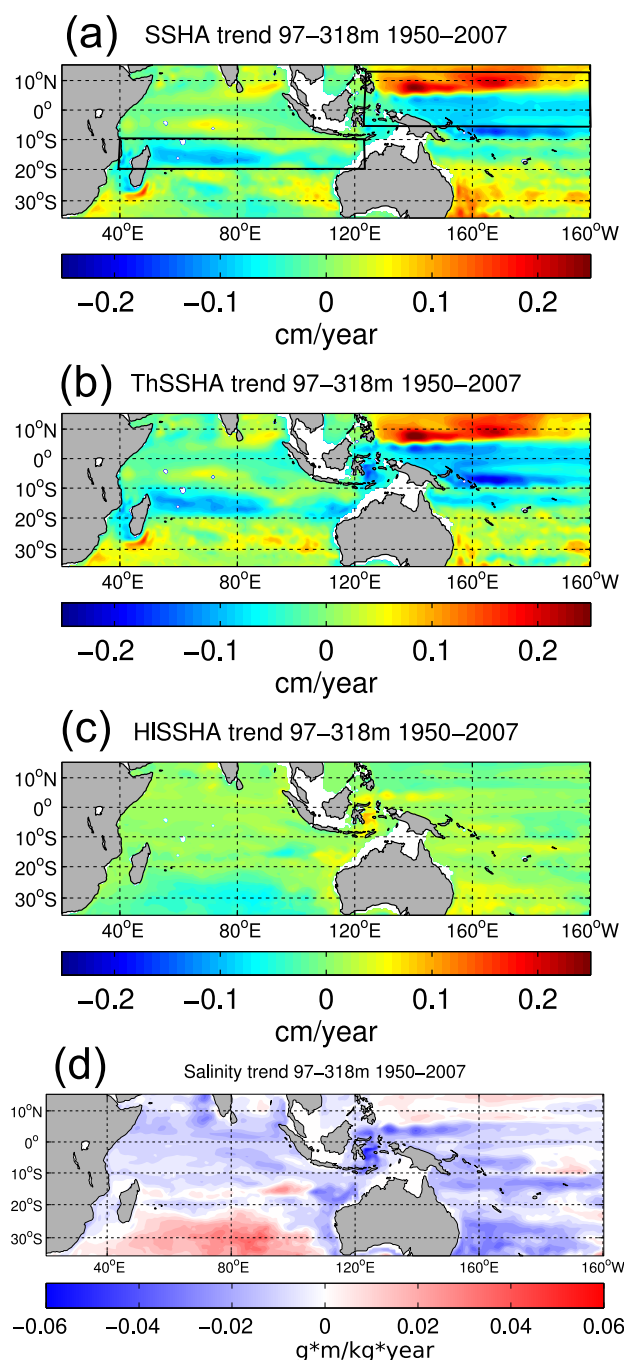 (a) SSHA trend 97–318m 1950–2007
10°N
0°
10°S
20°S
30°S
40°E 80°E 120°E 160°E 160°W
−0.2 −0.1 0 0.1 0.2
cm/year
(b) ThSSHA trend 97–318m 1950–2007
10°N
0°
10°S
20°S
30°S
40°E 80°E 120°E 160°E 160°W
−0.2 −0.1 0 0.1 0.2
cm/year
(c) HlSSHA trend 97–318m 1950–2007
10°N
0°
10°S
20°S
30°S
40°E 80°E 120°E 160°E 160°W
−0.2 −0.1 0 0.1 0.2
cm/year
(d) Salinity trend 97–318m 1950–2007
10°N
0°
10°S
20°S
30°S
40°E 80°E 120°E 160°E 160°W
−0.06 −0.04 −0.02 0 0.02 0.04 0.06
g*m/kg*year